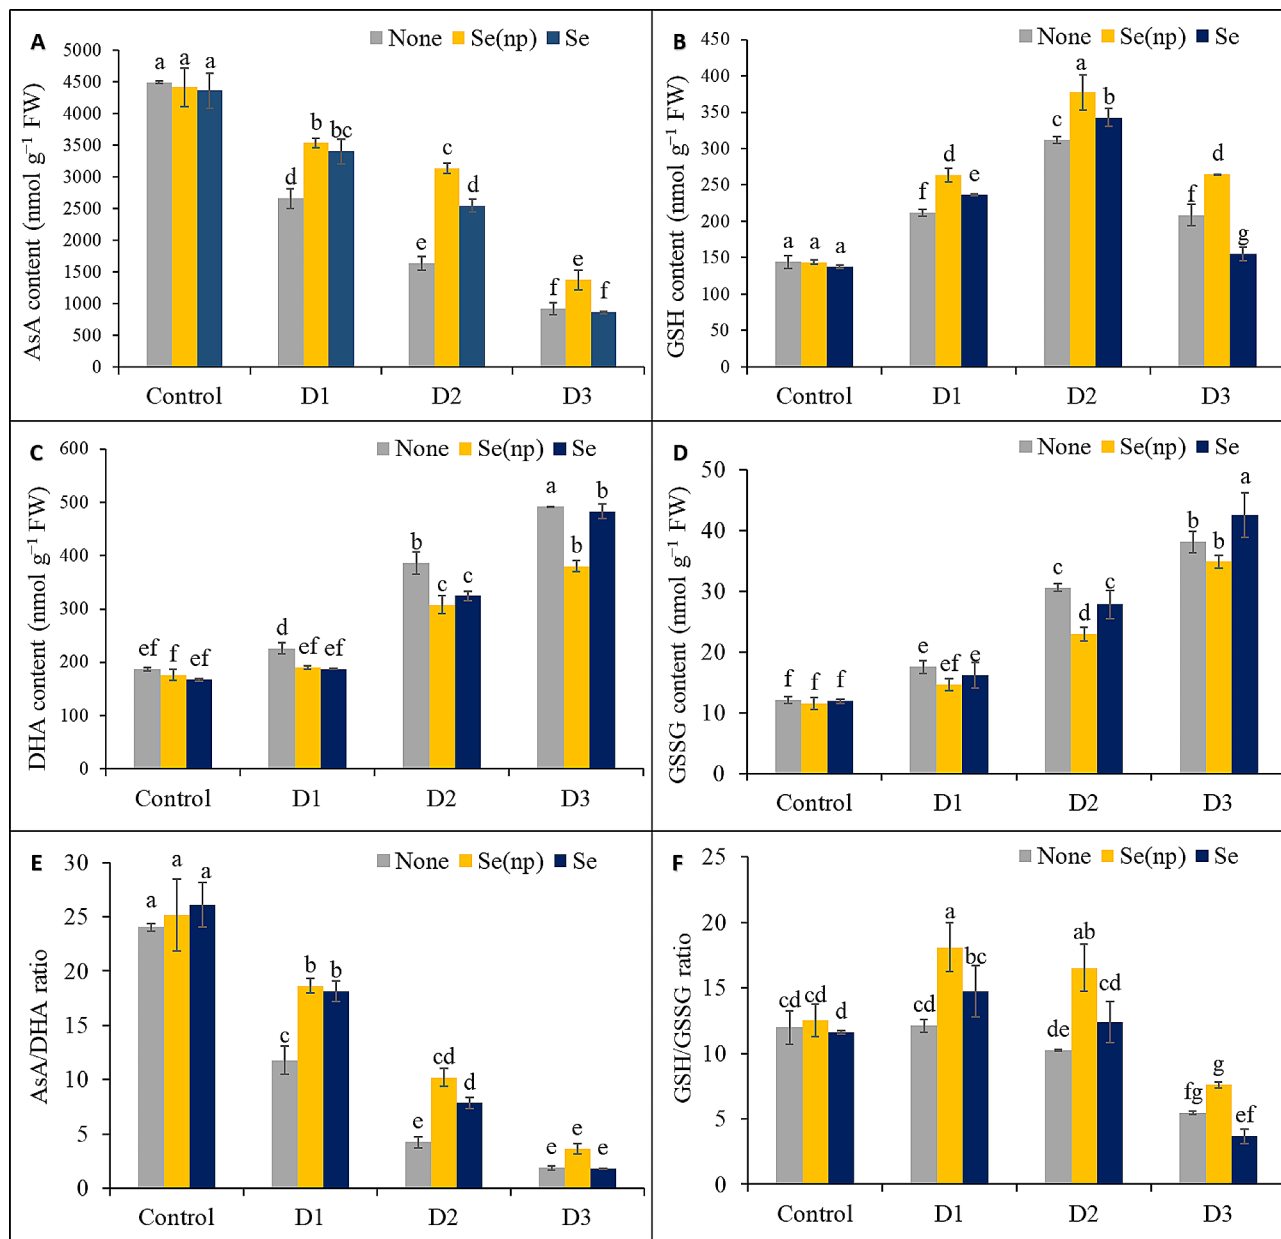 A
None Se(np) Se
AsA content (nmol g⁻¹ FW)
5000
4500
4000
3500
3000
2500
2000
1500
1000
500
0
a a a
d b bc
e c d
f e f
Control D1 D2 D3
B
None Se(np) Se
GSH content (nmol g⁻¹ FW)
450
400
350
300
250
200
150
100
50
0
a a a
f d e
c a b
f d g
Control D1 D2 D3
C
None Se(np) Se
DHA content (nmol g⁻¹ FW)
600
500
400
300
200
100
0
ef f ef
d ef ef
b c c
a b b
Control D1 D2 D3
D
None Se(np) Se
GSSG content (nmol g⁻¹ FW)
50
40
30
20
10
0
f f f
e ef e
c d c
b b a
Control D1 D2 D3
E
None Se(np) Se
AsA/DHA ratio
30
25
20
15
10
5
0
a a a
c b b
e cd d
e e e
Control D1 D2 D3
F
None Se(np) Se
GSH/GSSG ratio
25
20
15
10
5
0
cd cd d
cd a bc
de ab cd
fg g ef
Control D1 D2 D3